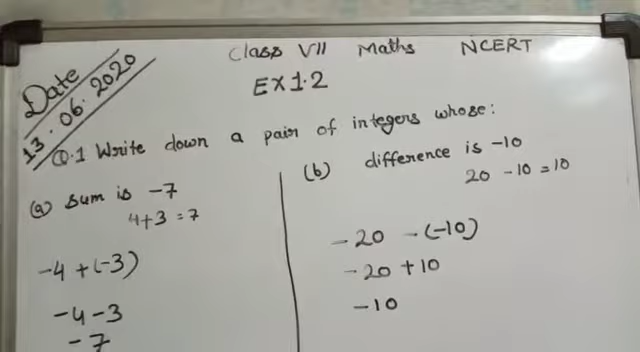 Date
13.06.2020
Class VII Maths NCERT
EX 1.2
Q.1 Write down a pair of integers whose:
(a) sum is -7
4+3=7
-4+(-3)
-4-3
-7
(b) difference is -10
20 -10 =10
-20 -(-10)
-20 +10
-10